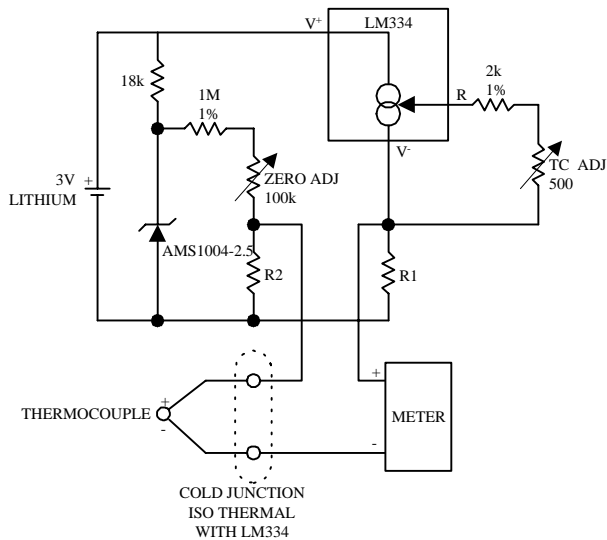 LM334
V+
18k
1M
1%
2k
1%
R
V-
ZERO ADJ
100k
TC ADJ
500
3V
+
LITHIUM
AMS1004-2.5
R2
R1
+
METER
-
THERMOCOUPLE
+
-
COLD JUNCTION
ISO THERMAL
WITH LM334